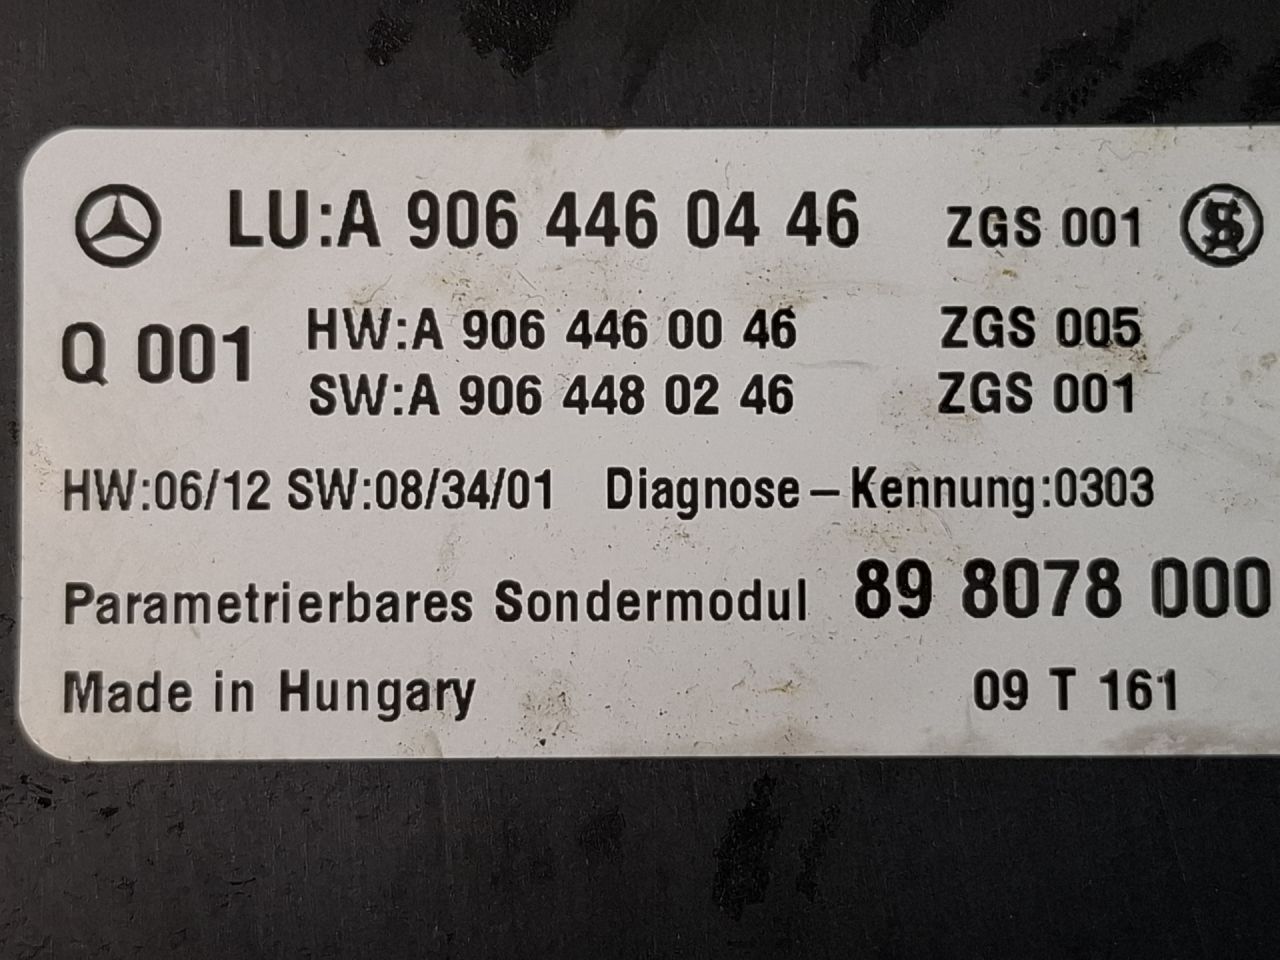 LU:A 906 446 04 46 ZGS 001
Q 001
HW:A 906 446 00 46 ZGS 005
SW:A 906 448 02 46 ZGS 001
HW:06/12 SW:08/34/01 Diagnose – Kennung:0303
Parametrierbares Sondermodul 89 8078 000
Made in Hungary 09 T 161